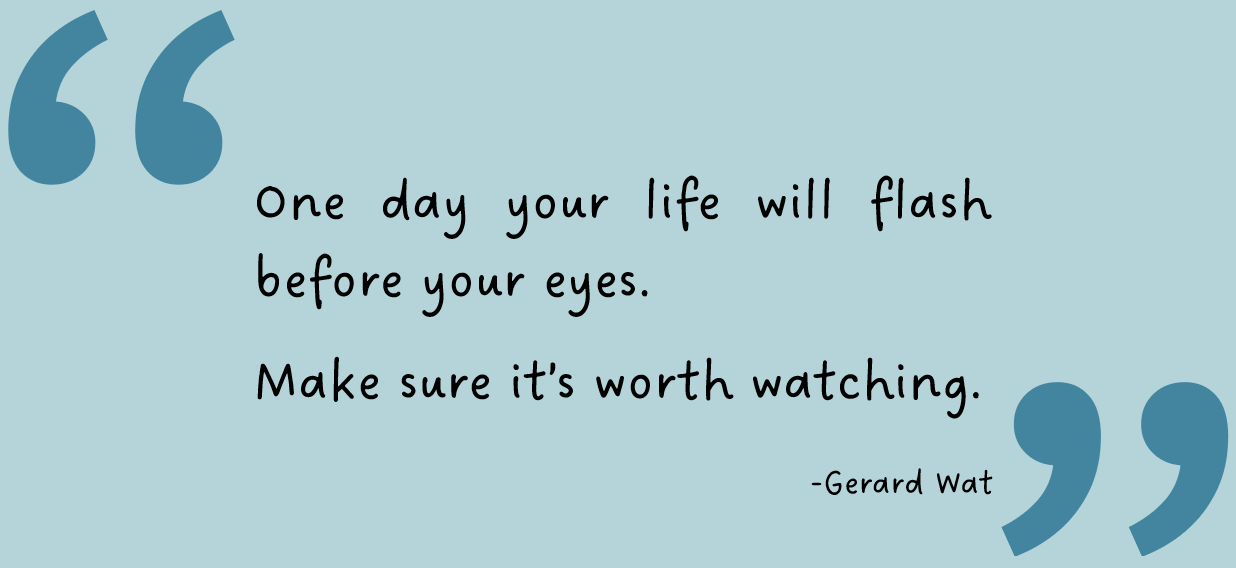 One day your life will flash
before your eyes.
Make sure it's worth watching.
-Gerard Wat